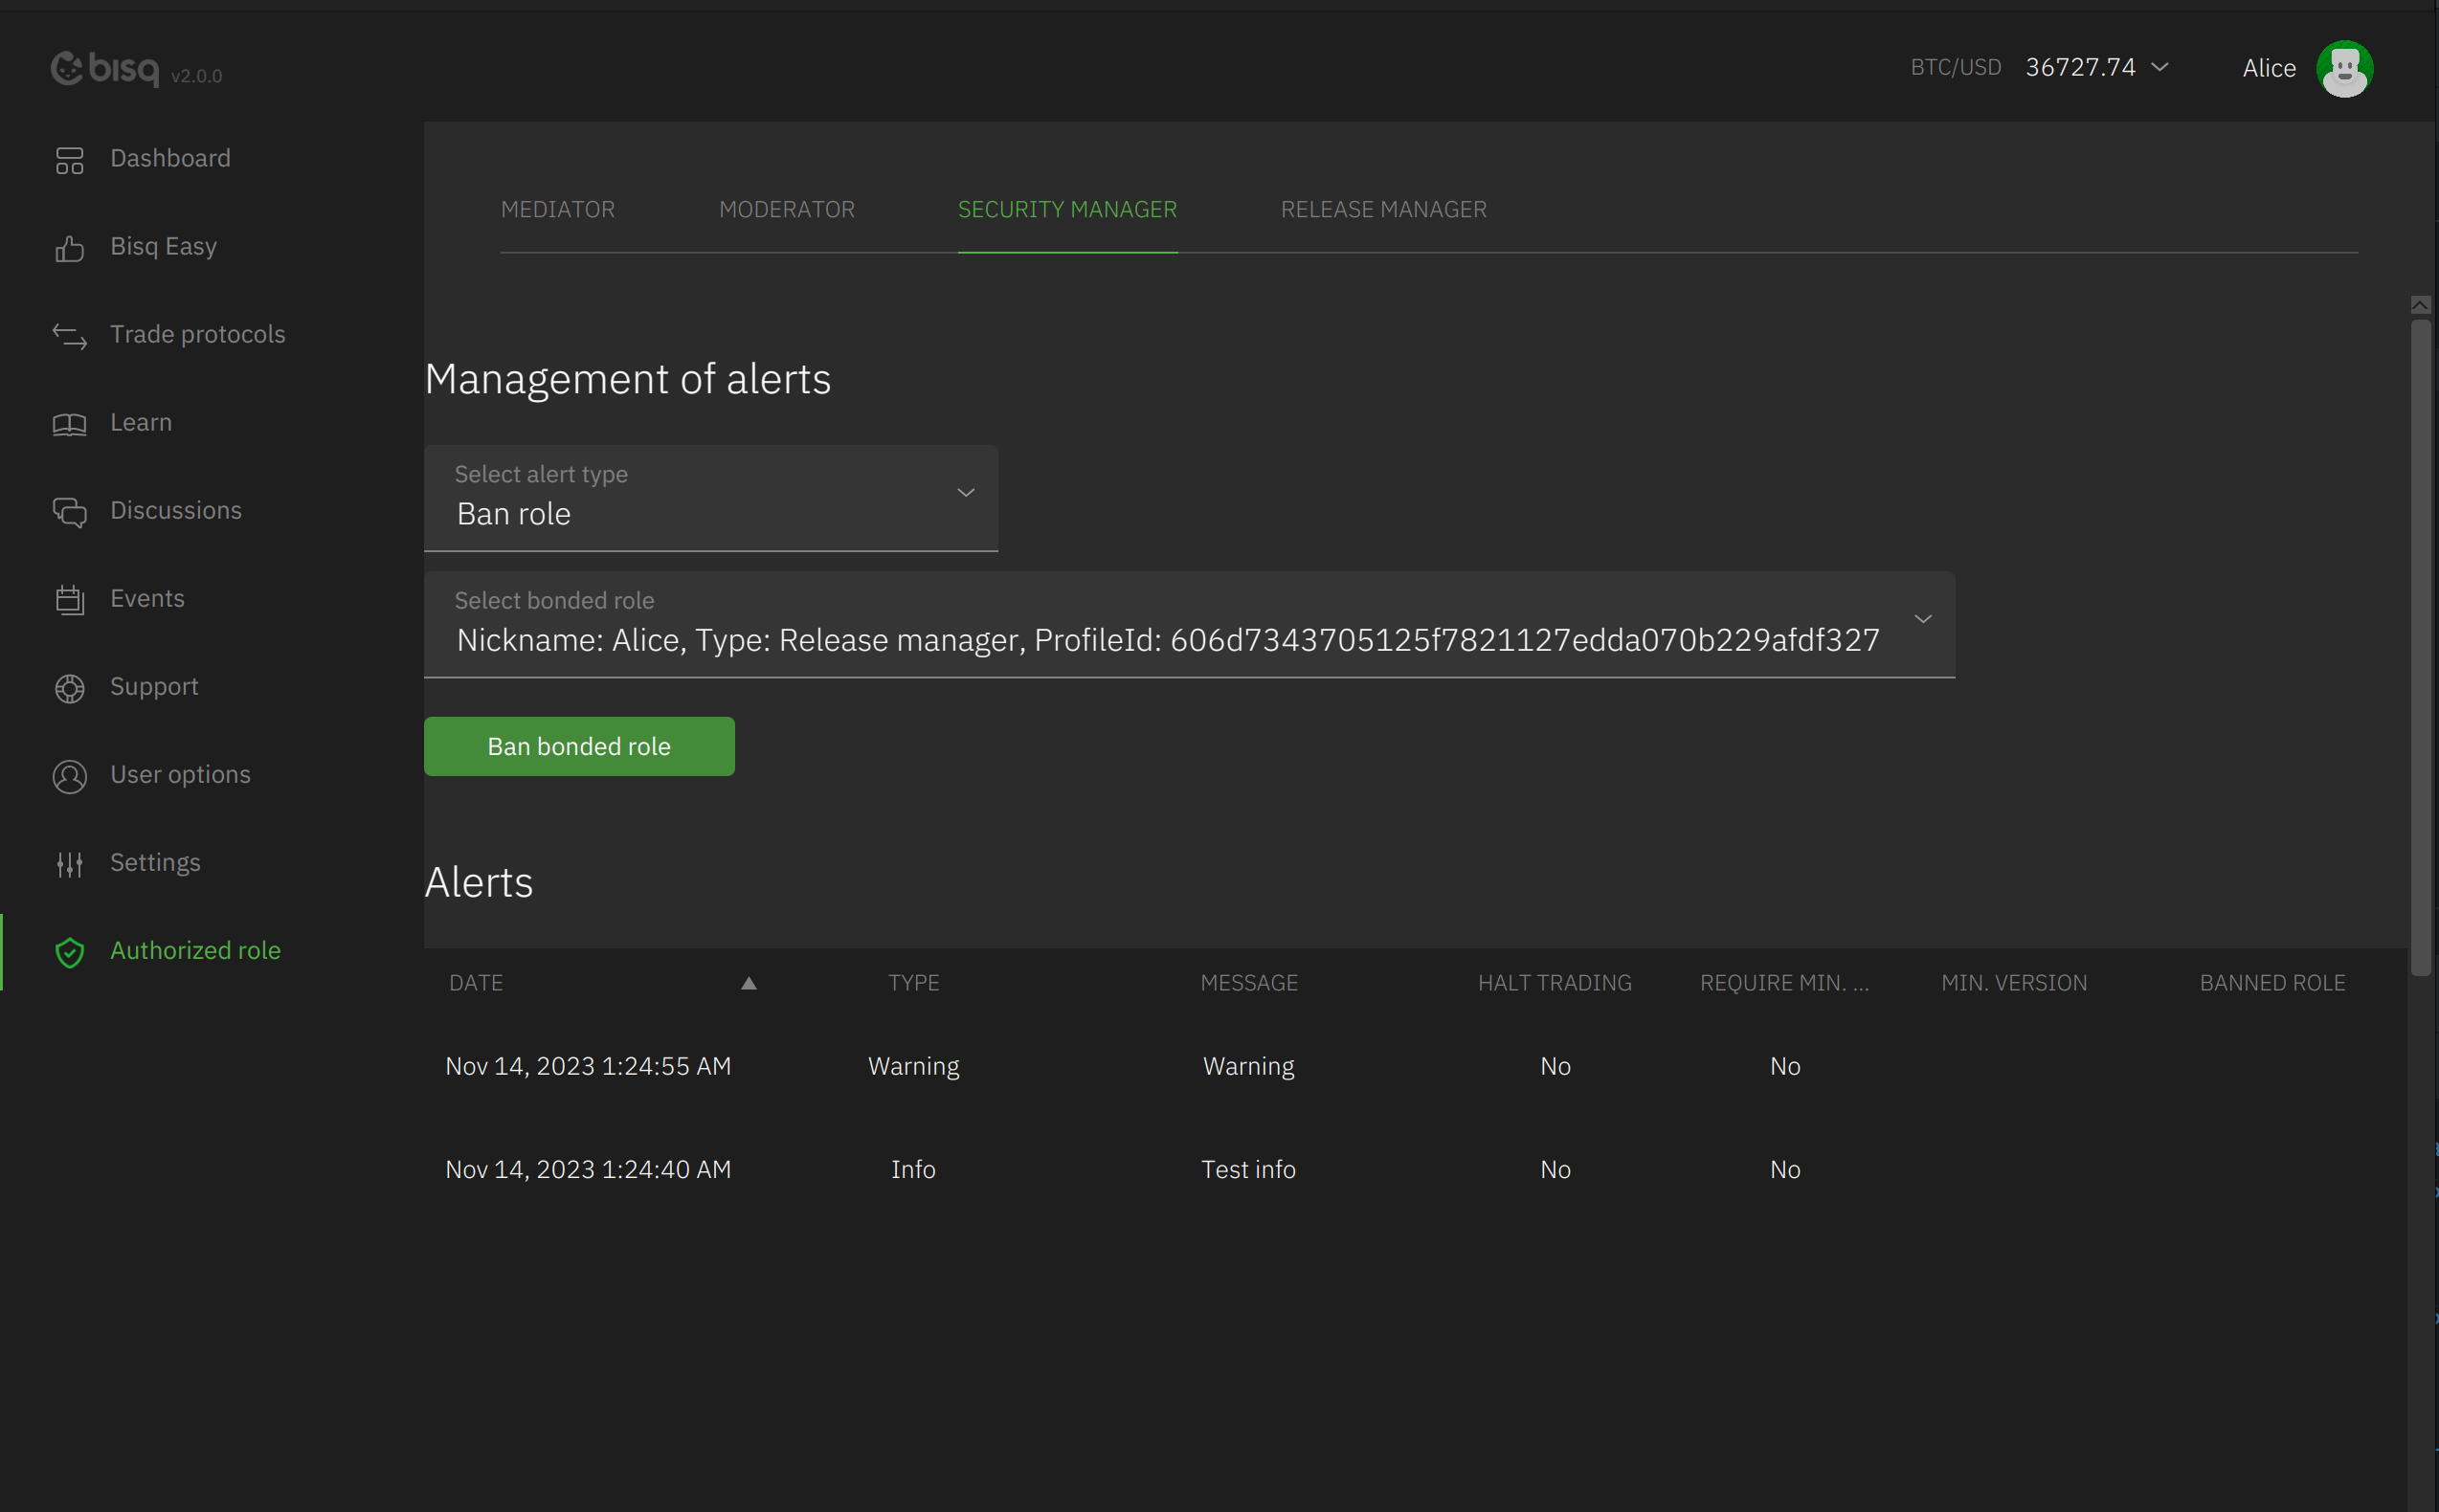 bisq v2.0.0
BTC/USD 36727.74 Alice
Dashboard
Bisq Easy
Trade protocols
Learn
Discussions
Events
Support
User options
Settings
Authorized role
MEDIATOR MODERATOR SECURITY MANAGER RELEASE MANAGER
Management of alerts
Select alert type
Ban role
Select bonded role
Nickname: Alice, Type: Release manager, ProfileId: 606d7343705125f7821127edda070b229afdf327
Ban bonded role
Alerts
DATE TYPE MESSAGE HALT TRADING REQUIRE MIN. ... MIN. VERSION BANNED ROLE
Nov 14, 2023 1:24:55 AM Warning Warning No No
Nov 14, 2023 1:24:40 AM Info Test info No No